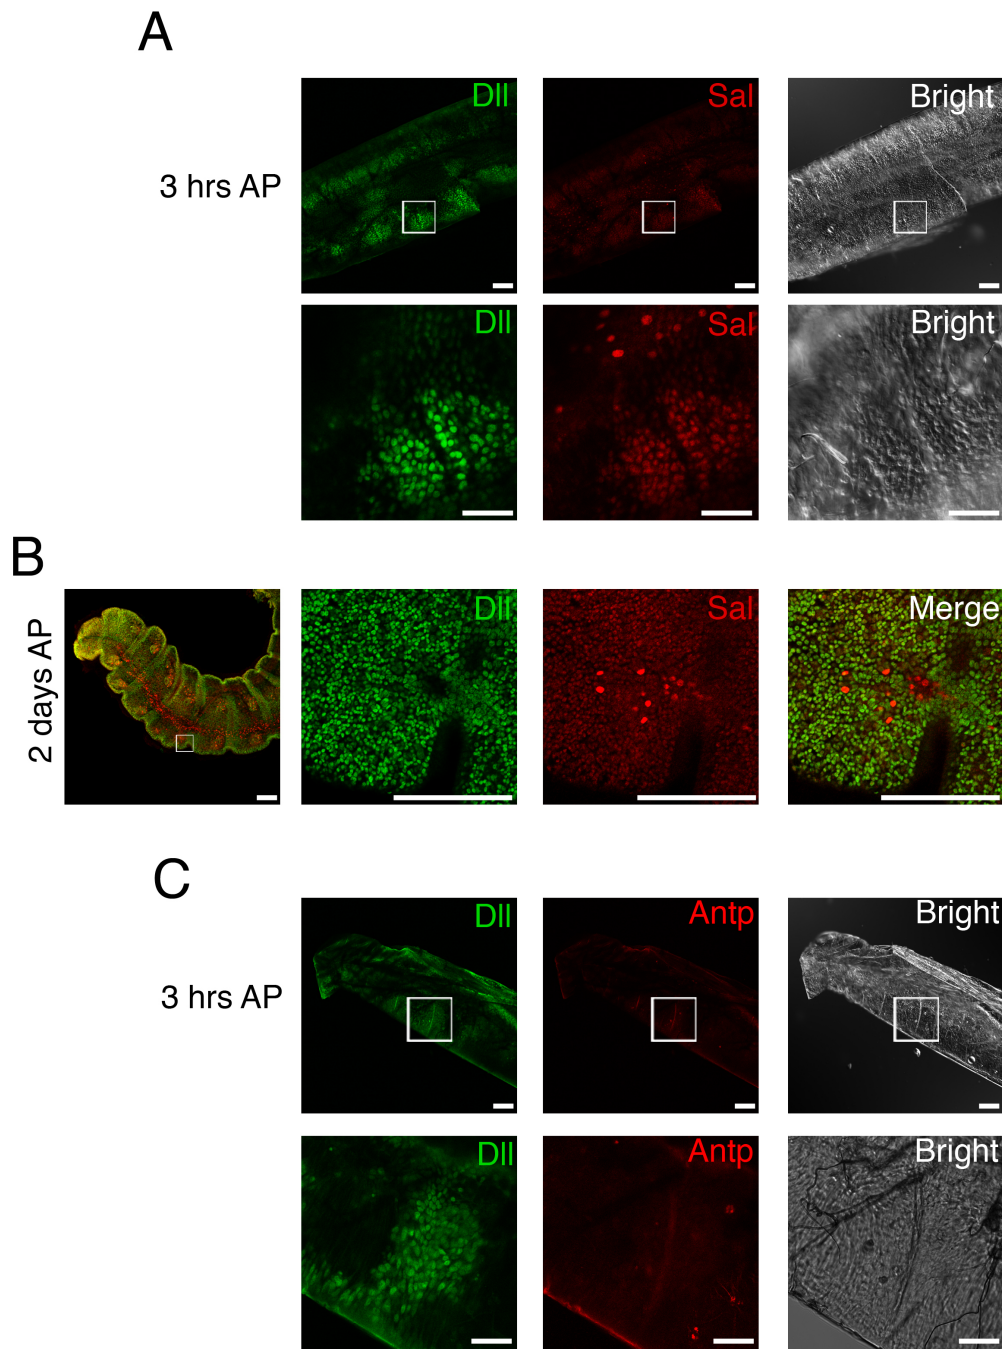 A
3 hrs AP
Dll
Sal
Bright
Dll
Sal
Bright
B
2 days AP
Dll
Sal
Merge
C
3 hrs AP
Dll
Antp
Bright
Dll
Antp
Bright